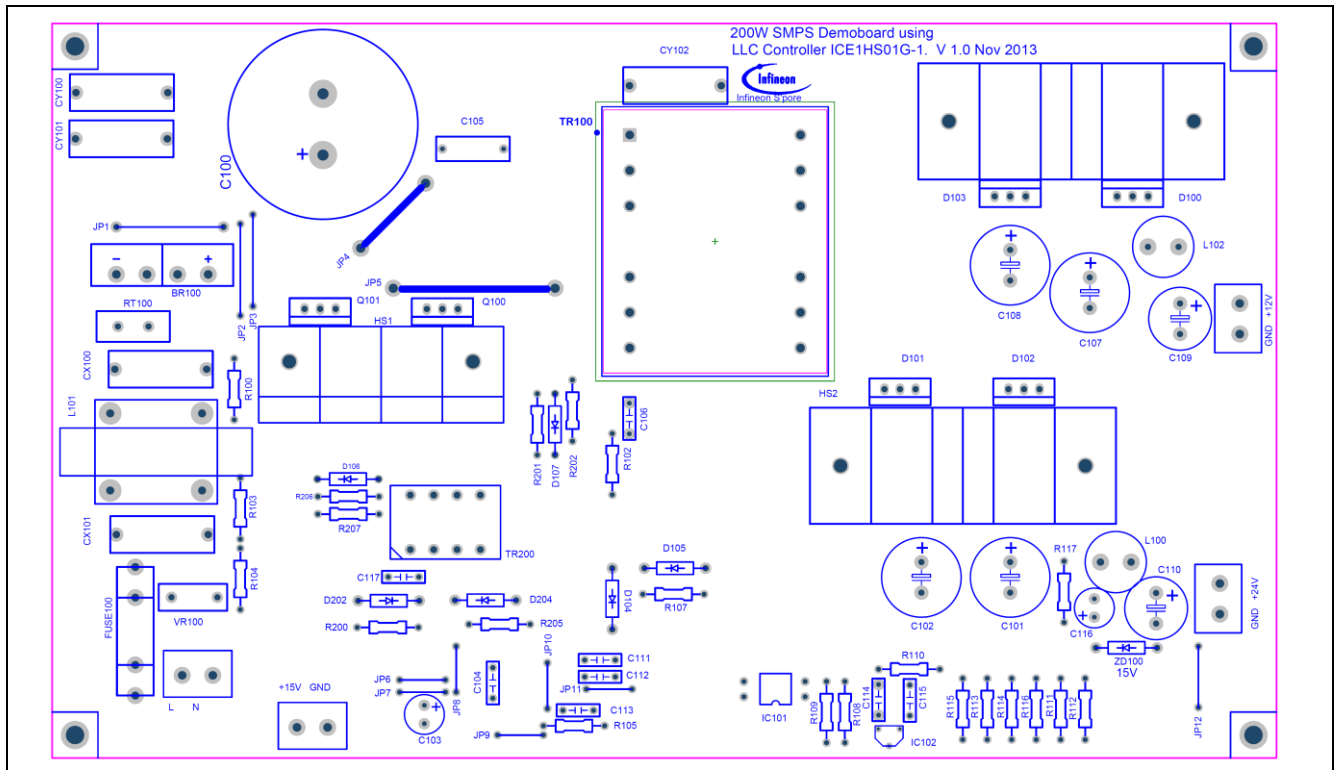 200W SMPS Demoboard using
LLC Controller ICE1HS01G-1. V 1.0 Nov 2013
Infineon
Infineon S'pore
CY102
CY100
CY101
C100
+
C105
TR100
D103
D100
JP1
JP4
L102
- +
BR100
JP5
RT100
JP2
JP3
Q101
Q100
HS1
+
C108
+
C107
+
C109
GND +12V
CX100
R100
L101
D101
D102
HS2
R201
D107
R202
C106
R102
D106
R206
R207
R103
CX101
TR200
R104
C117
D105
R107
D104
R117
L100
C110
+
+
+
C102
C101
+
C116
GND +24V
FUSE100
VR100
D202
D204
R200
R205
ZD100
15V
L N
+15V GND
JP6
JP7
JP8
C104
JP10
C111
C112
JP11
C113
R105
JP9
+
C103
IC101
R109
R108
R110
C114
C115
IC102
R115
R113
R114
R116
R111
R112
JP12